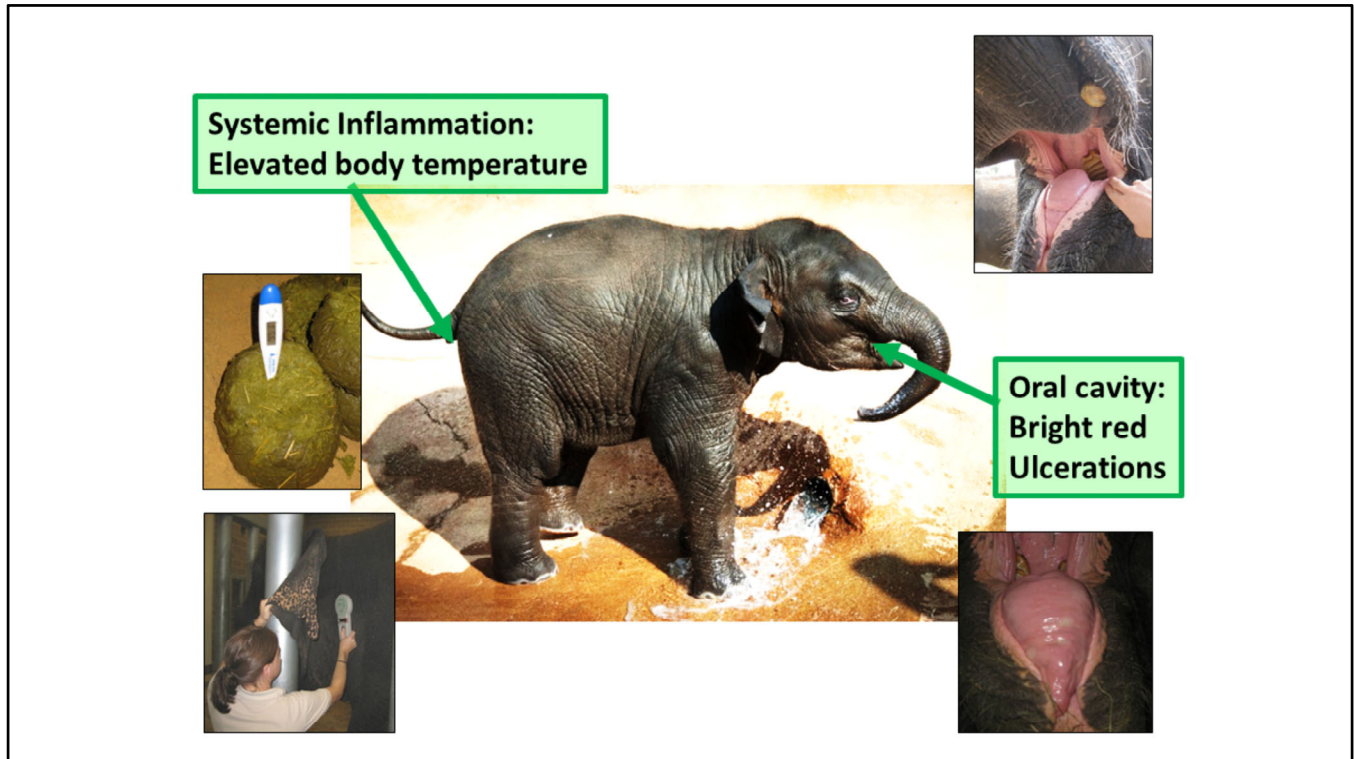 Systemic Inflammation:
Elevated body temperature
Oral cavity:
Bright red
Ulcerations